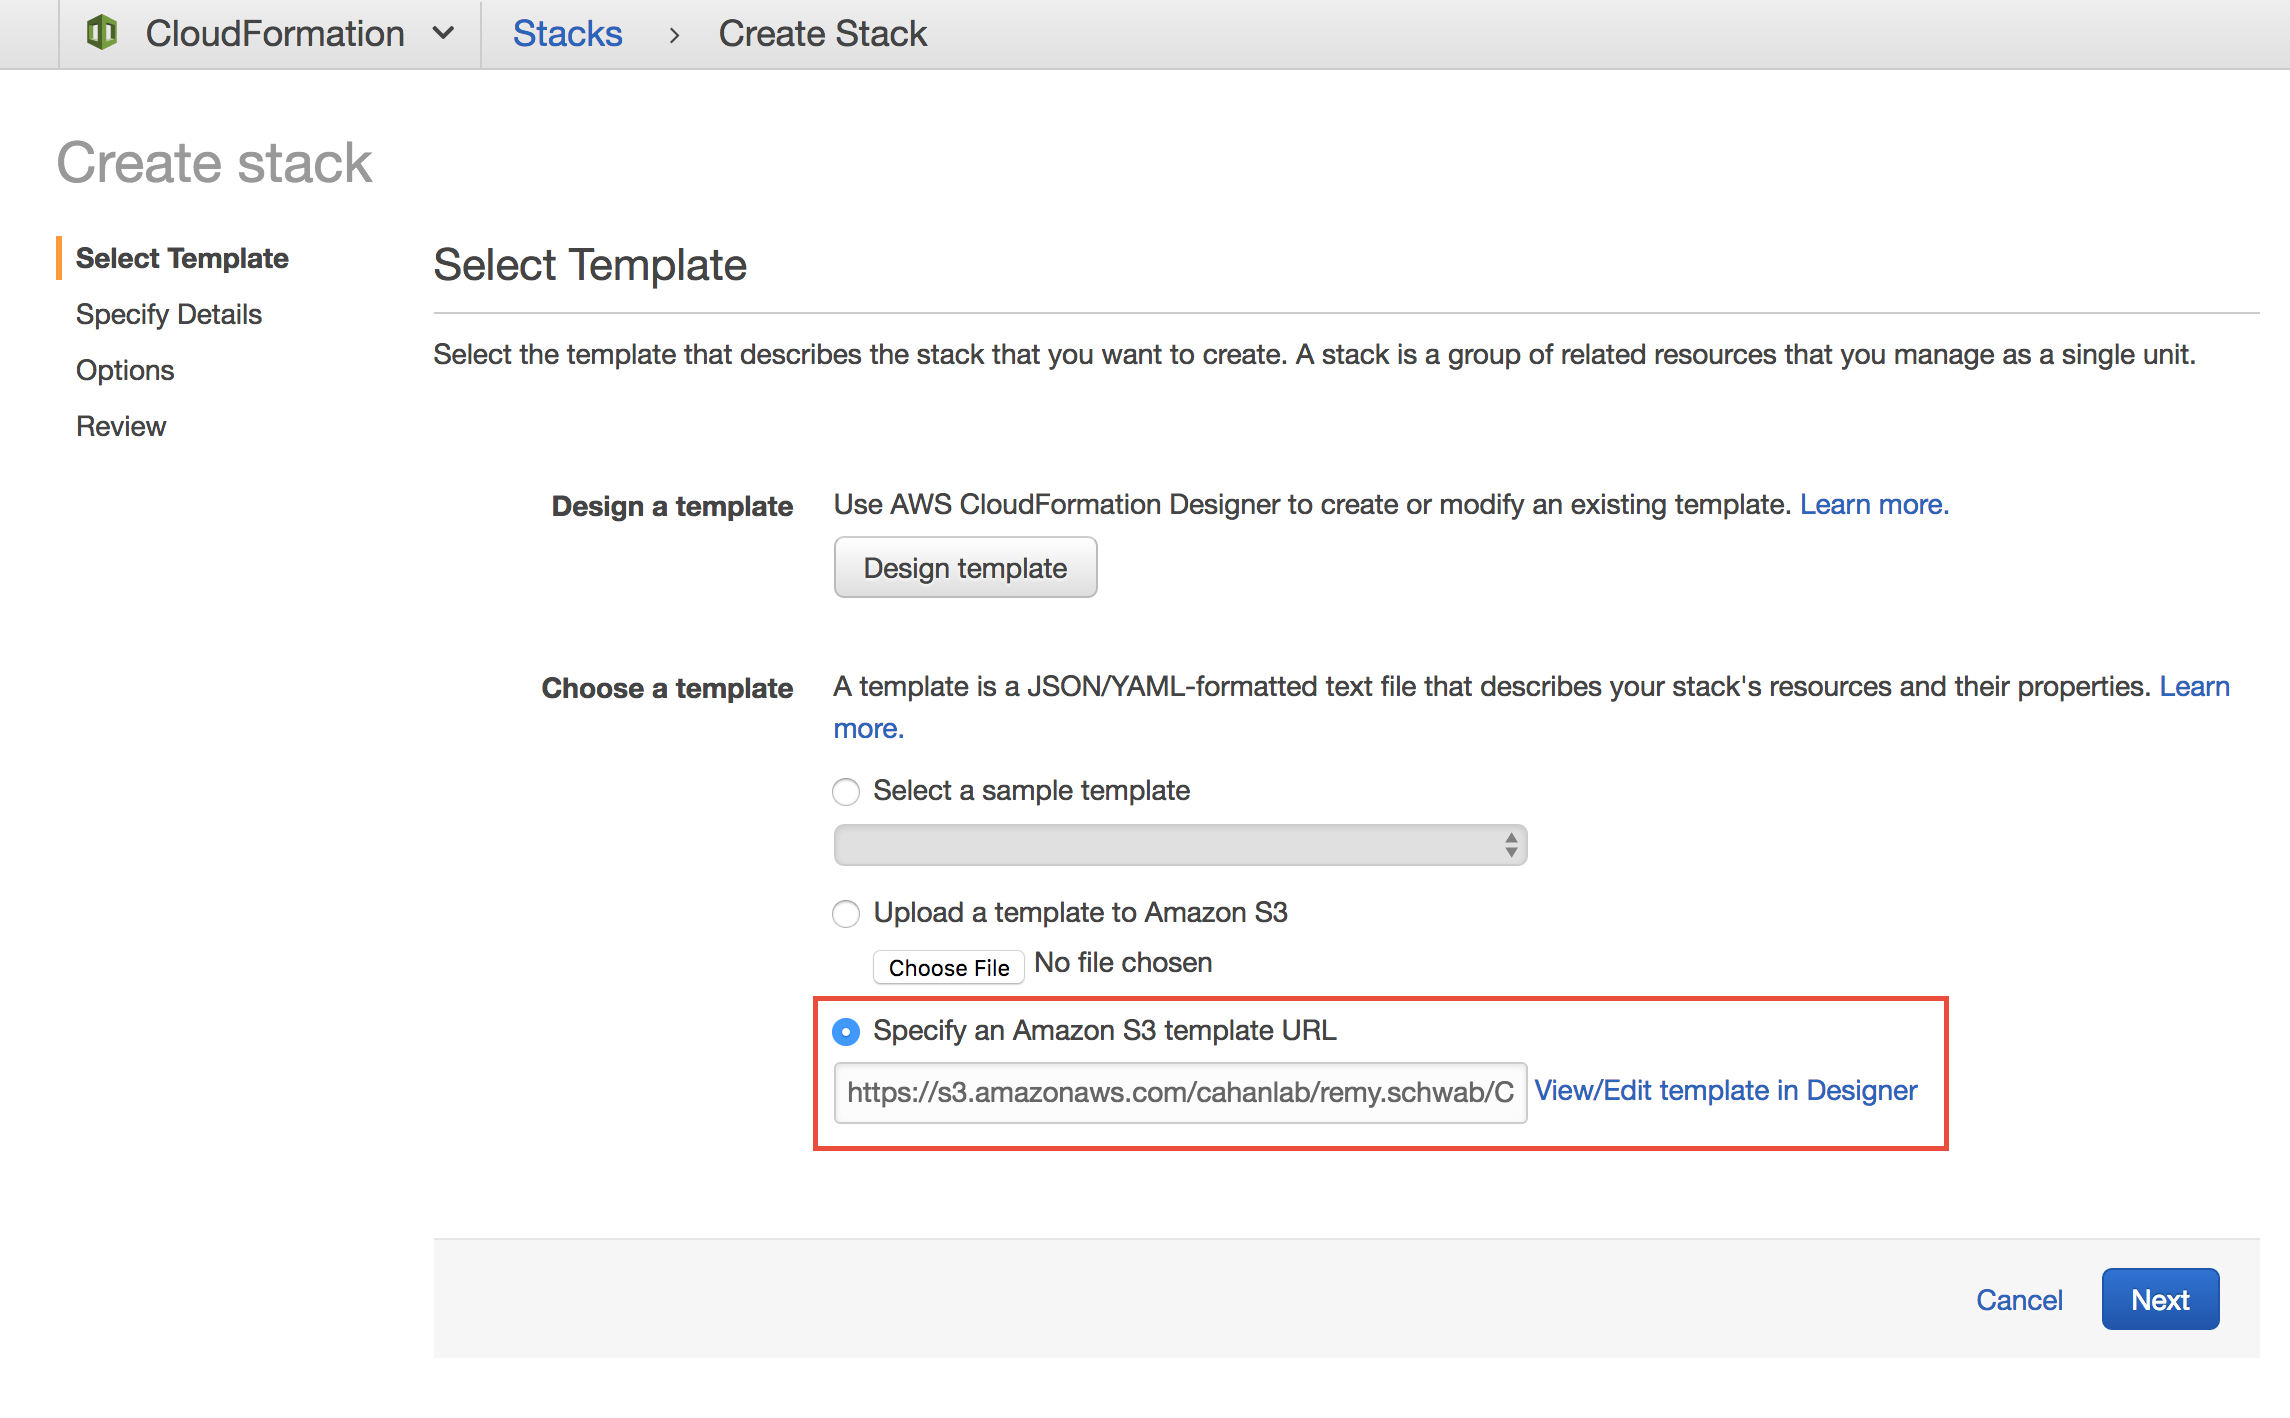 CloudFormation
Stacks
Create Stack
Create stack
Select Template
Specify Details
Options
Review
Select Template
Select the template that describes the stack that you want to create. A stack is a group of related resources that you manage as a single unit.
Design a template
Use AWS CloudFormation Designer to create or modify an existing template. Learn more.
Design template
Choose a template
A template is a JSON/YAML-formatted text file that describes your stack's resources and their properties. Learn
more.
Select a sample template
Upload a template to Amazon S3
Choose File No file chosen
Specify an Amazon S3 template URL
https://s3.amazonaws.com/cahanlab/remy.schwab/C View/Edit template in Designer
Cancel Next